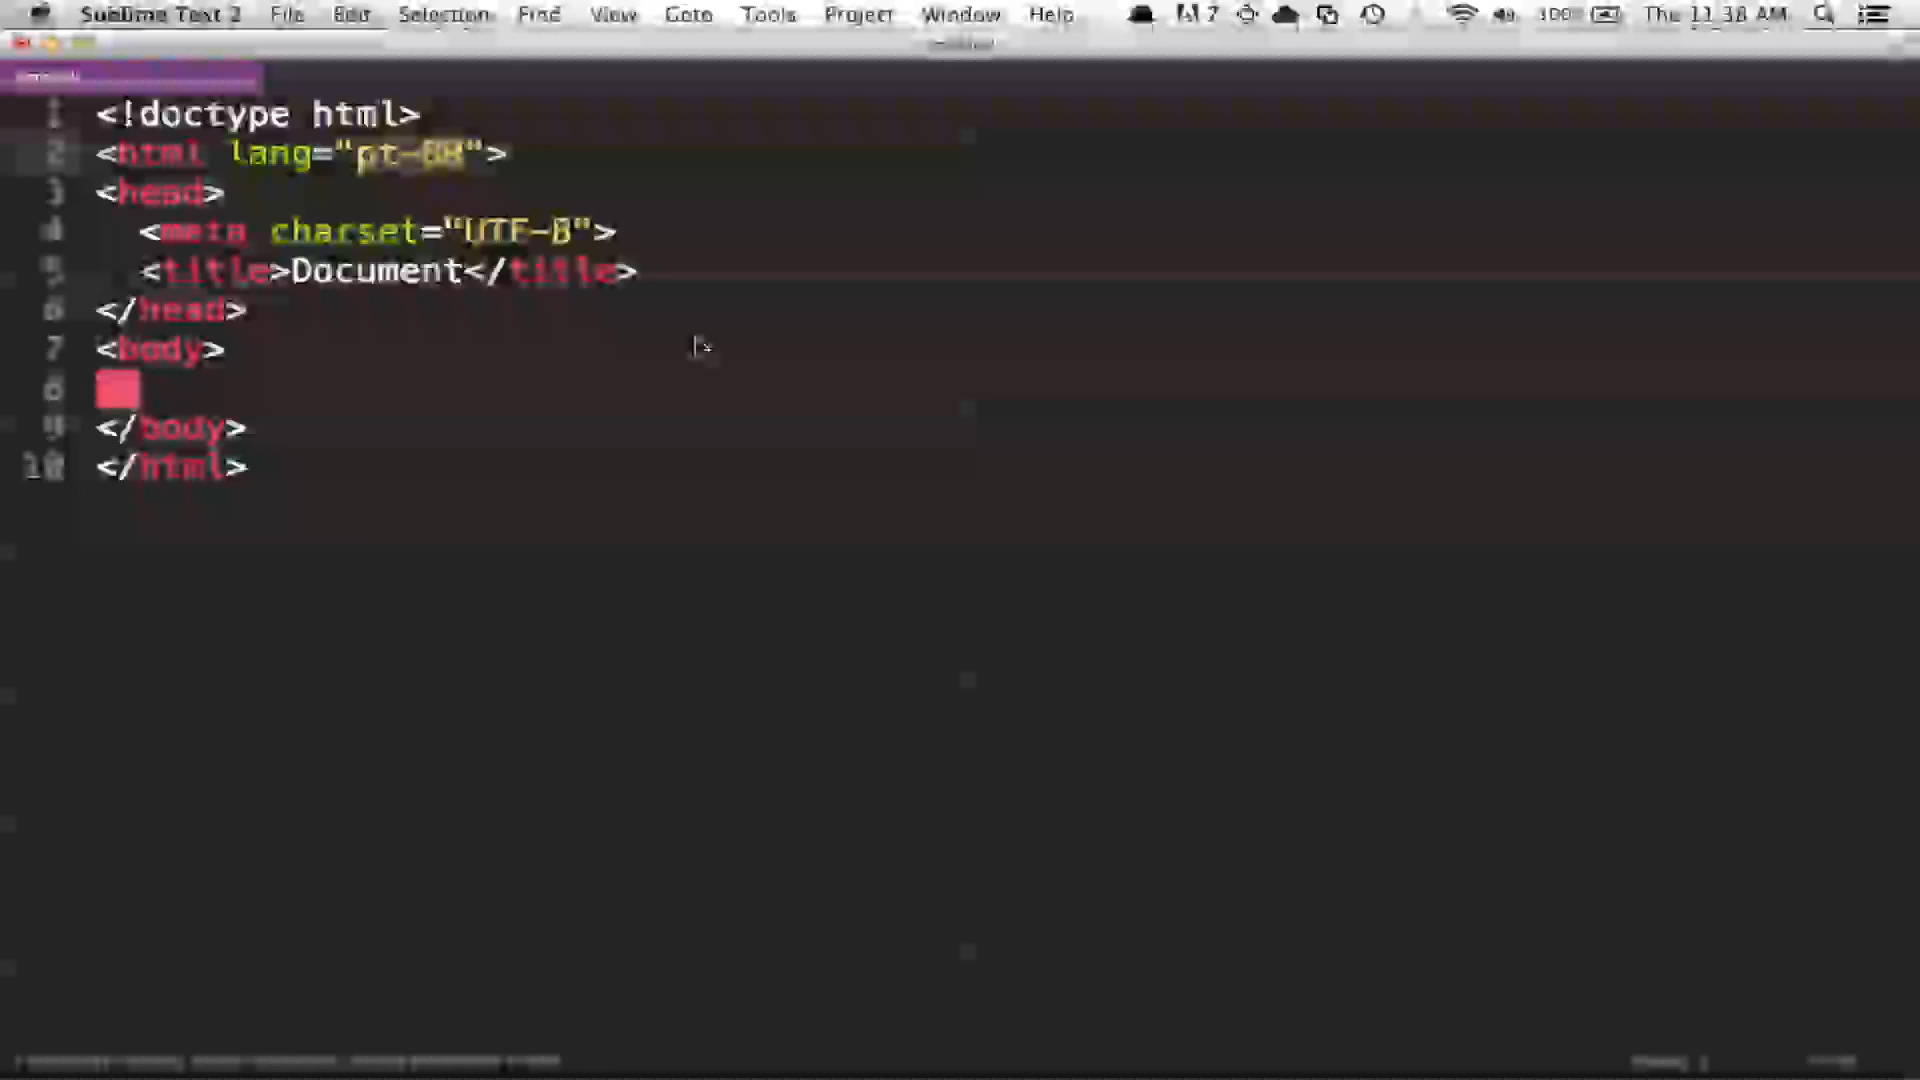 Sublime Text 2 File Edit Selection Find View Goto Tools Project Window Help 7 100% Thu 11:38 AM
1 <!doctype html>
2 <html lang="pt-BR">
3 <head>
4 <meta charset="UTF-8">
5 <title>Document</title>
6 </head>
7 <body>
8
9 </body>
10 </html>